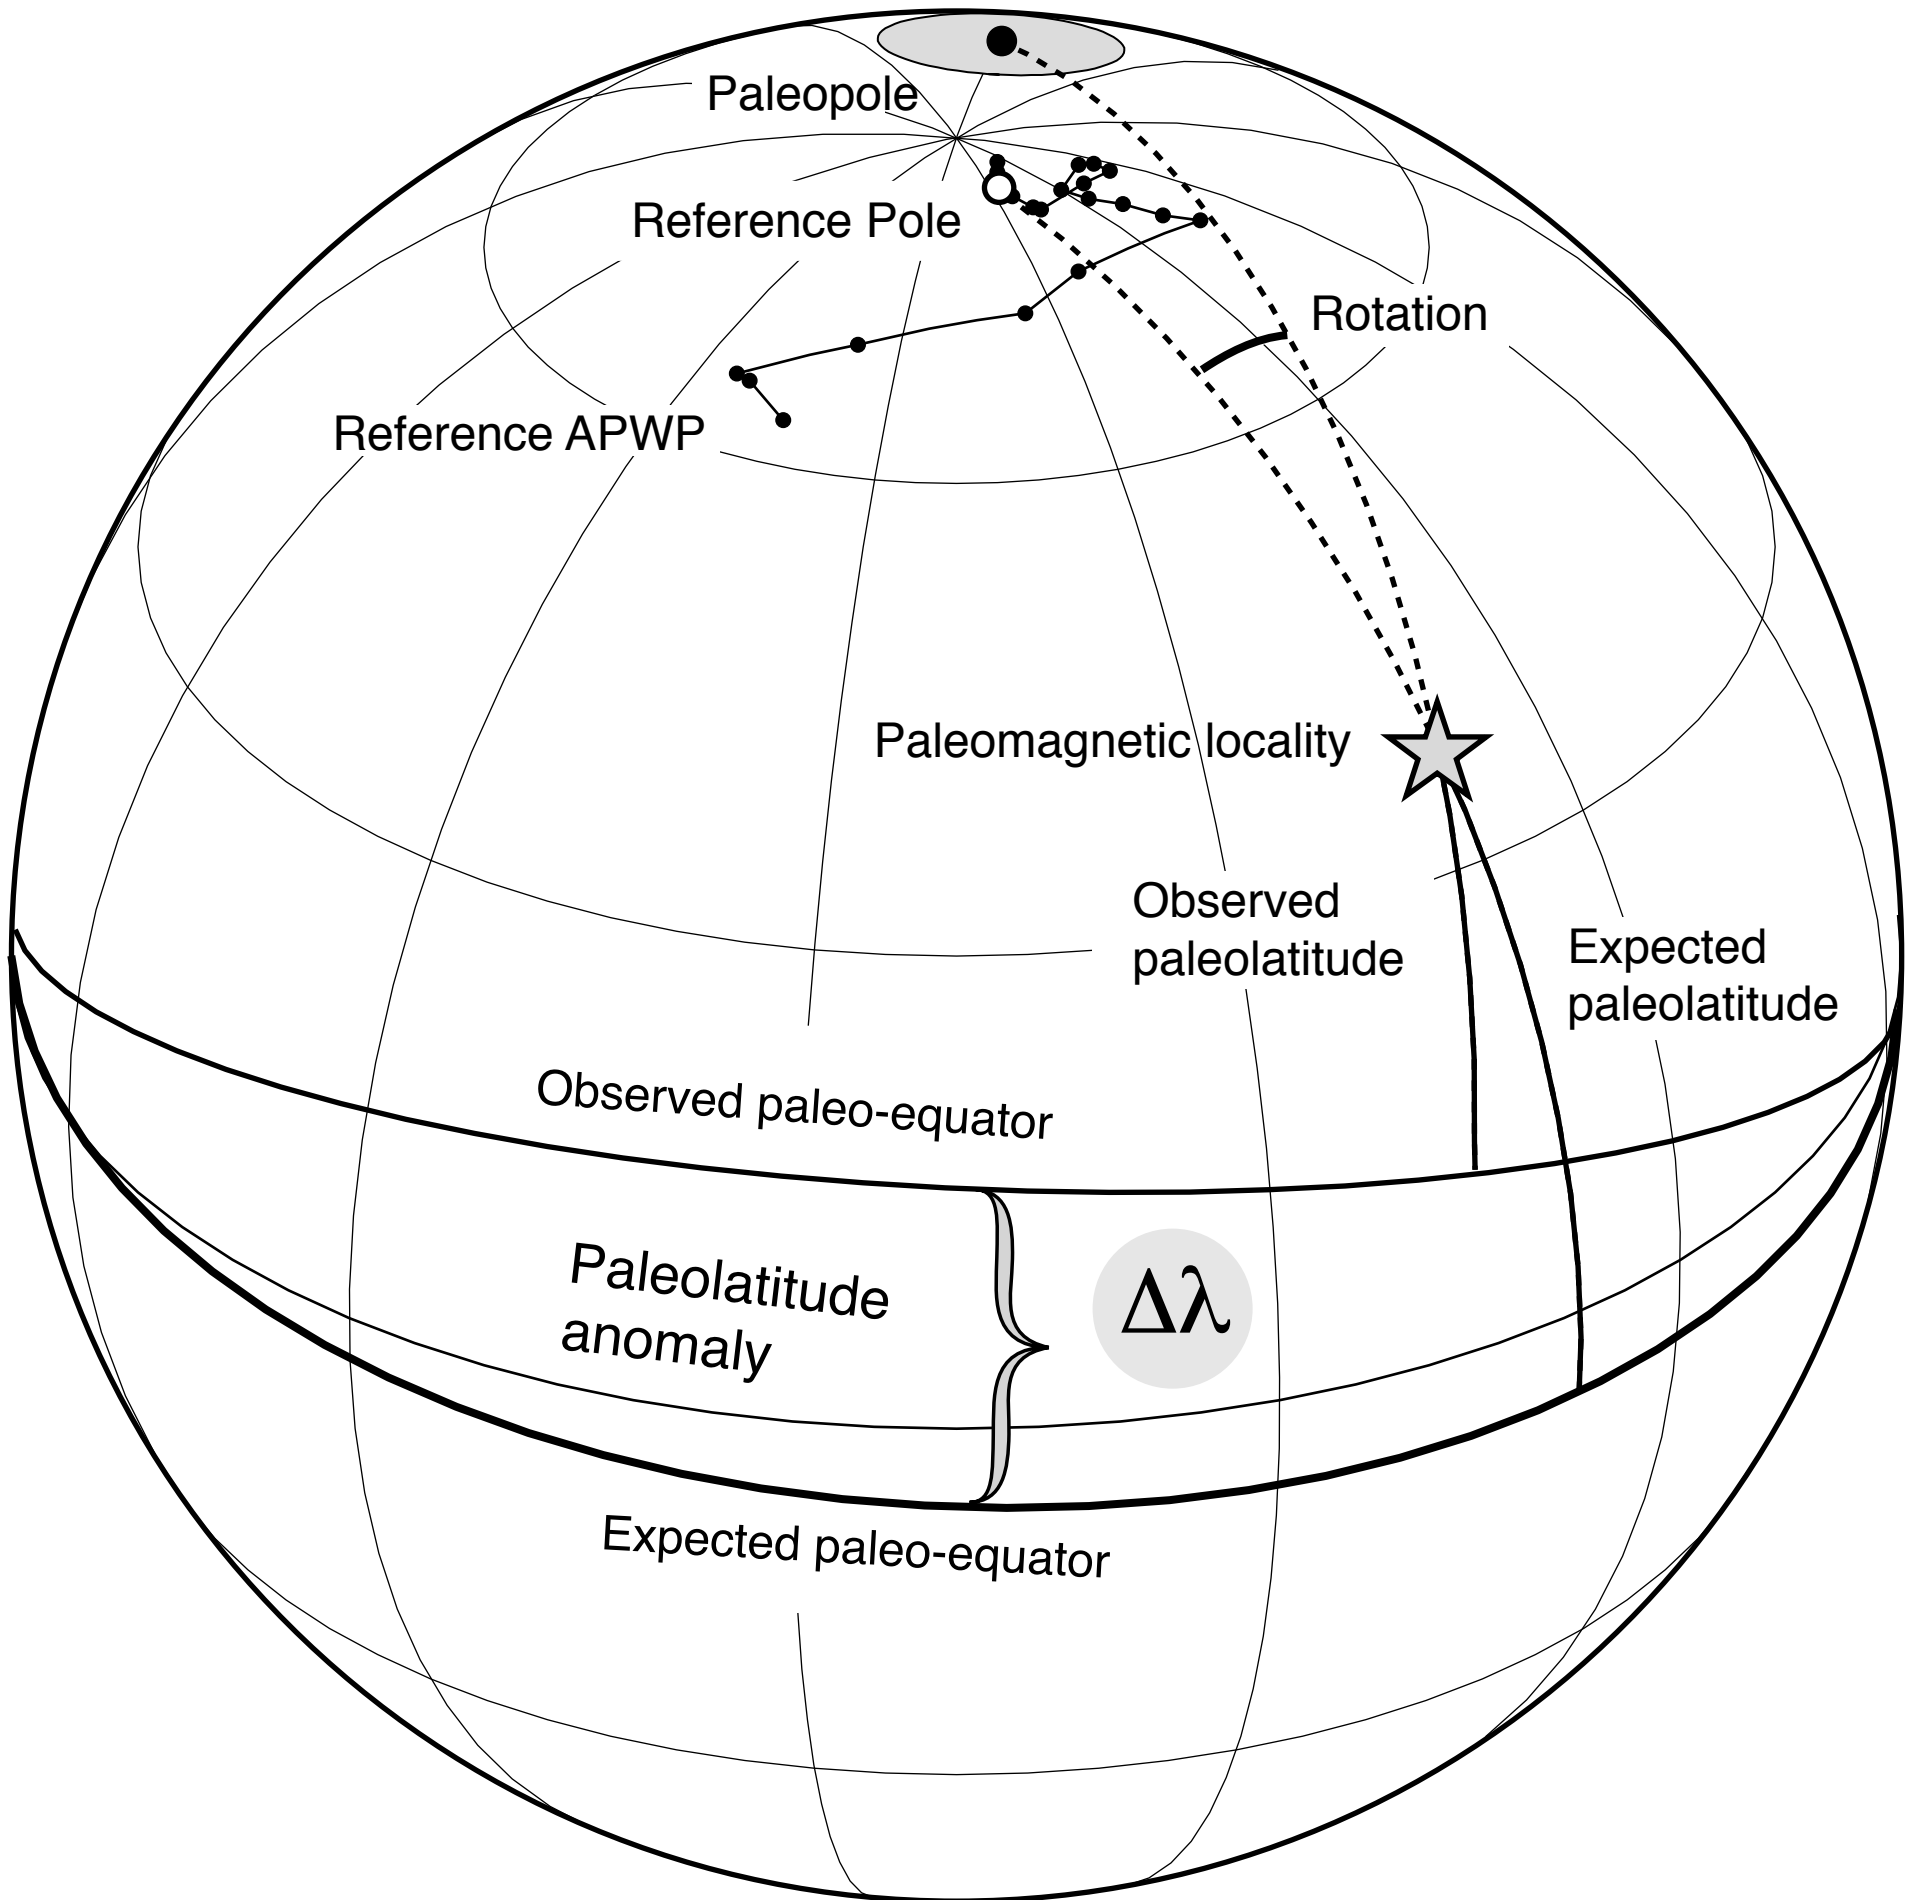 Paleopole
Reference Pole
Rotation
Reference APWP
Paleomagnetic locality
Observed
paleolatitude
Expected
paleolatitude
Observed paleo-equator
Paleolatitude
anomaly
Δλ
Expected paleo-equator